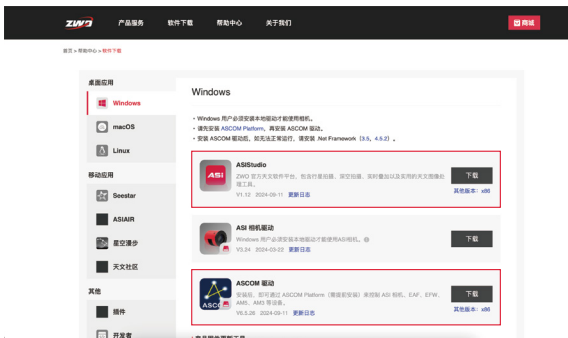 ZWO 产品服务 软件下载 帮助中心 关于我们 商城
首页 > 帮助中心 > 软件下载
桌面应用
Windows
macOS
Linux
移动应用
Seestar
ASIAIR
星空漫步
天文社区
其他
插件
开发者
Windows
• Windows 用户必须安装本地驱动才能使用相机。
• 请先安装 ASCOM Platform，再安装 ASCOM 驱动。
• 安装 ASCOM 驱动后，如无法正常运行，请安装 .Net Framework（3.5，4.5.2）。
ASI
ASIStudio
ZWO 官方天文软件平台，包含行星拍摄、深空拍摄、实时叠加以及实用的天文图像处
理工具。
V1.12 2024-09-11 更新日志
下载
其他版本：x86
ASI 相机驱动
Windows 用户必须安装本地驱动才能使用ASI相机。
V3.24 2024-03-22 更新日志
下载
ASCOM
ASCOM 驱动
安装后，即可通过 ASCOM Platform（需提前安装）来控制 ASI 相机、EAF、EFW、
AM5、AM3 等设备。
V6.5.28 2024-09-11 更新日志
下载
其他版本：x86